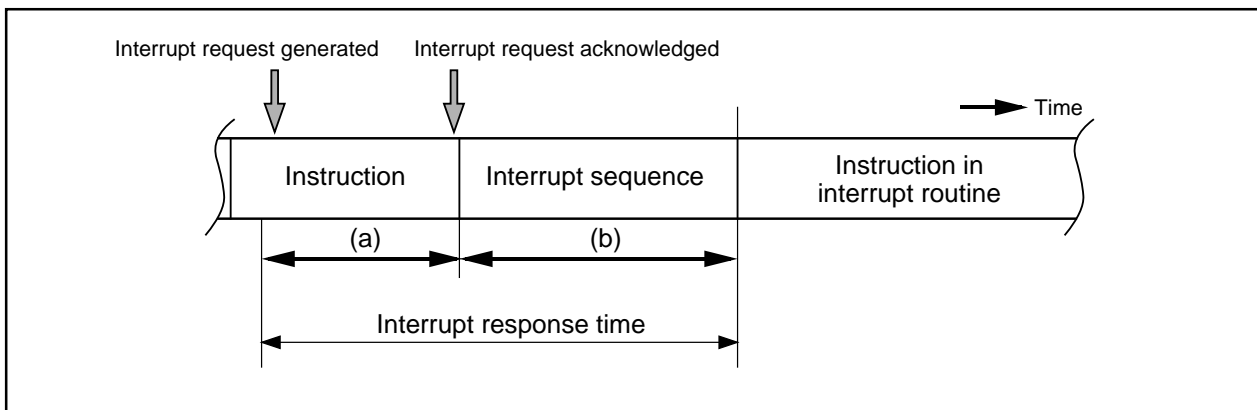 Interrupt request generated
Interrupt request acknowledged
Time
Instruction
Interrupt sequence
Instruction in
interrupt routine
(a)
(b)
Interrupt response time